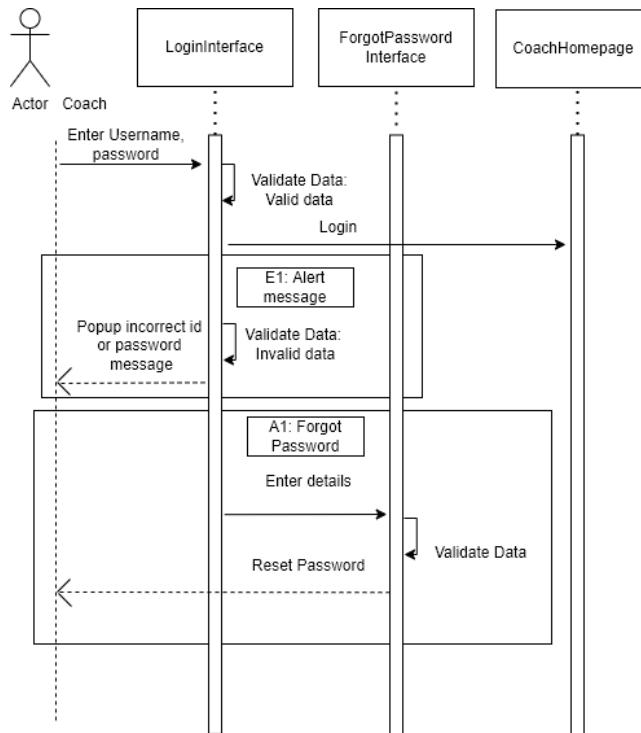 LoginInterface
ForgotPassword
Interface
CoachHomepage
Actor Coach
Enter Username,
password
Validate Data:
Valid data
Login
E1: Alert
message
Popup incorrect id
or password
message
Validate Data:
Invalid data
A1: Forgot
Password
Enter details
Validate Data
Reset Password